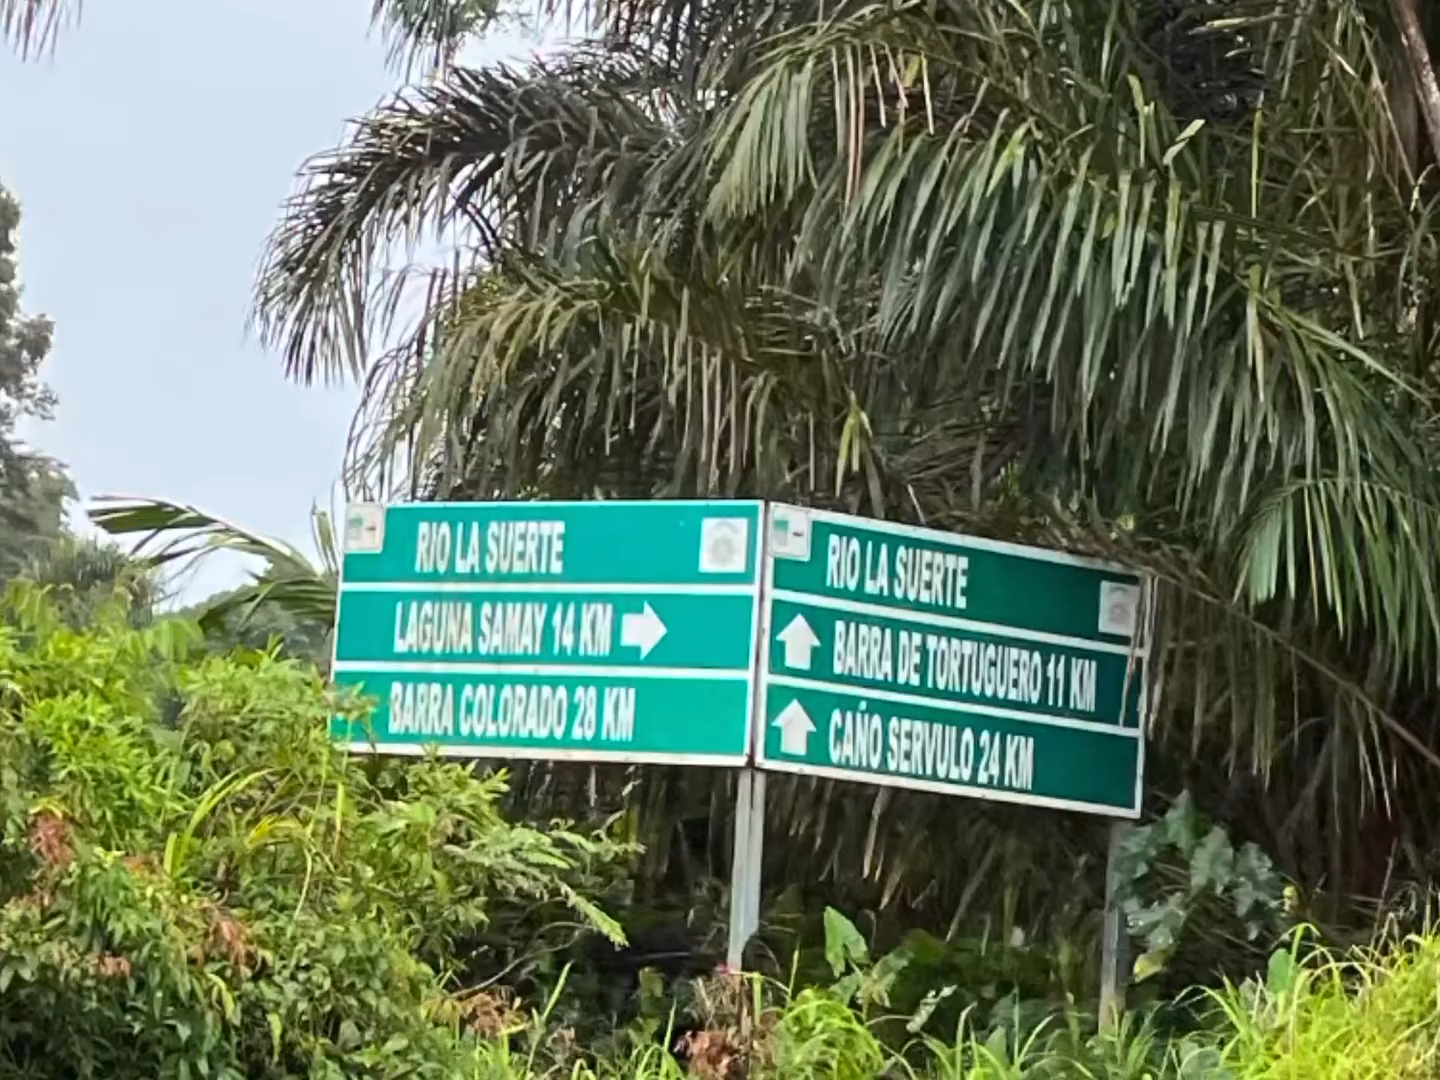 RIO LA SUERTE
LAGUNA SAMAY 14 KM
BARRA COLORADO 28 KM
RIO LA SUERTE
BARRA DE TORTUGUERO 11 KM
CAÑO SERVULO 24 KM